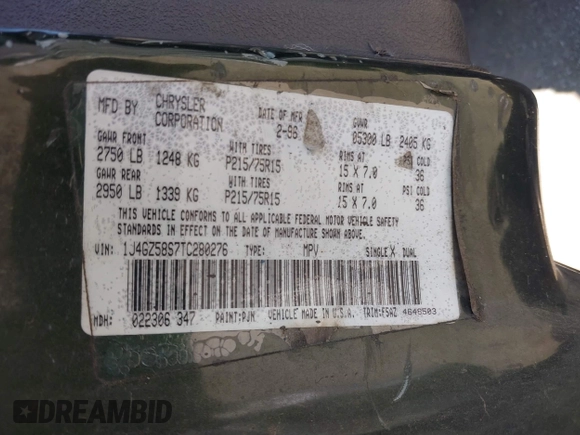 MFD BY CHRYSLER CORPORATION DATE OF MFR 2-96 GVWR 05300 LB 2405 KG
GAWR FRONT WITH TIRES RIMS AT COLD
2750 LB 1248 KG P215/75R15 15 X 7.0 36
GAWR REAR WITH TIRES RIMS AT PSI COLD
2950 LB 1339 KG P215/75R15 15 X 7.0 36
THIS VEHICLE CONFORMS TO ALL APPLICABLE FEDERAL MOTOR VEHICLE SAFETY
STANDARDS IN EFFECT ON THE DATE OF MANUFACTURE SHOWN ABOVE.
VIN: 1J4GZ58S7TC280276 TYPE: MPV SINGLE X DUAL
MDH: 022306 347 PAINT:PJN VEHICLE MADE IN U.S.A. TRIM:F5AZ 4648503
DREAMBID